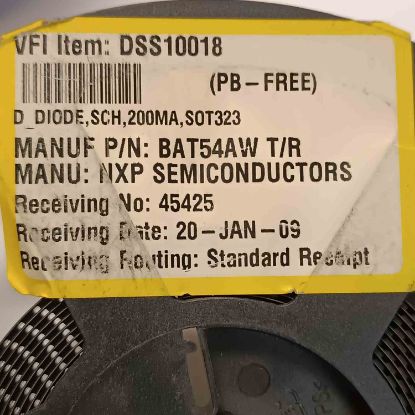 VFI Item: DSS10018
(PB-FREE)
D_DIODE,SCH,200MA,SOT323
MANUF P/N: BAT54AW T/R
MANU: NXP SEMICONDUCTORS
Receiving No: 45425
Receiving Date: 20-JAN-09
Receiving Routing: Standard Receipt